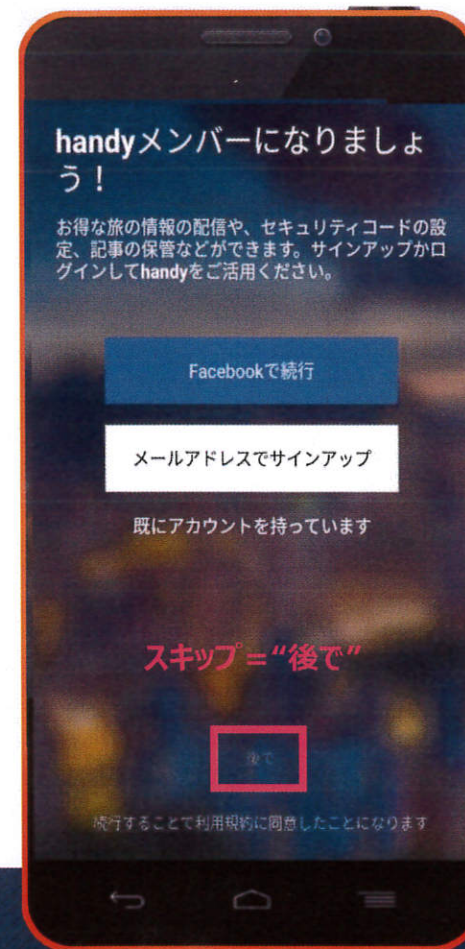 handyメンバーになりましょ
う！
お得な旅の情報の配信や、セキュリティコードの設
定、記事の保管などができます。サインアップかロ
グインしてhandyをご活用ください。
Facebookで続行
メールアドレスでサインアップ
既にアカウントを持っています
スキップ＝“後で”
後で
続行することで利用規約に同意したことになります